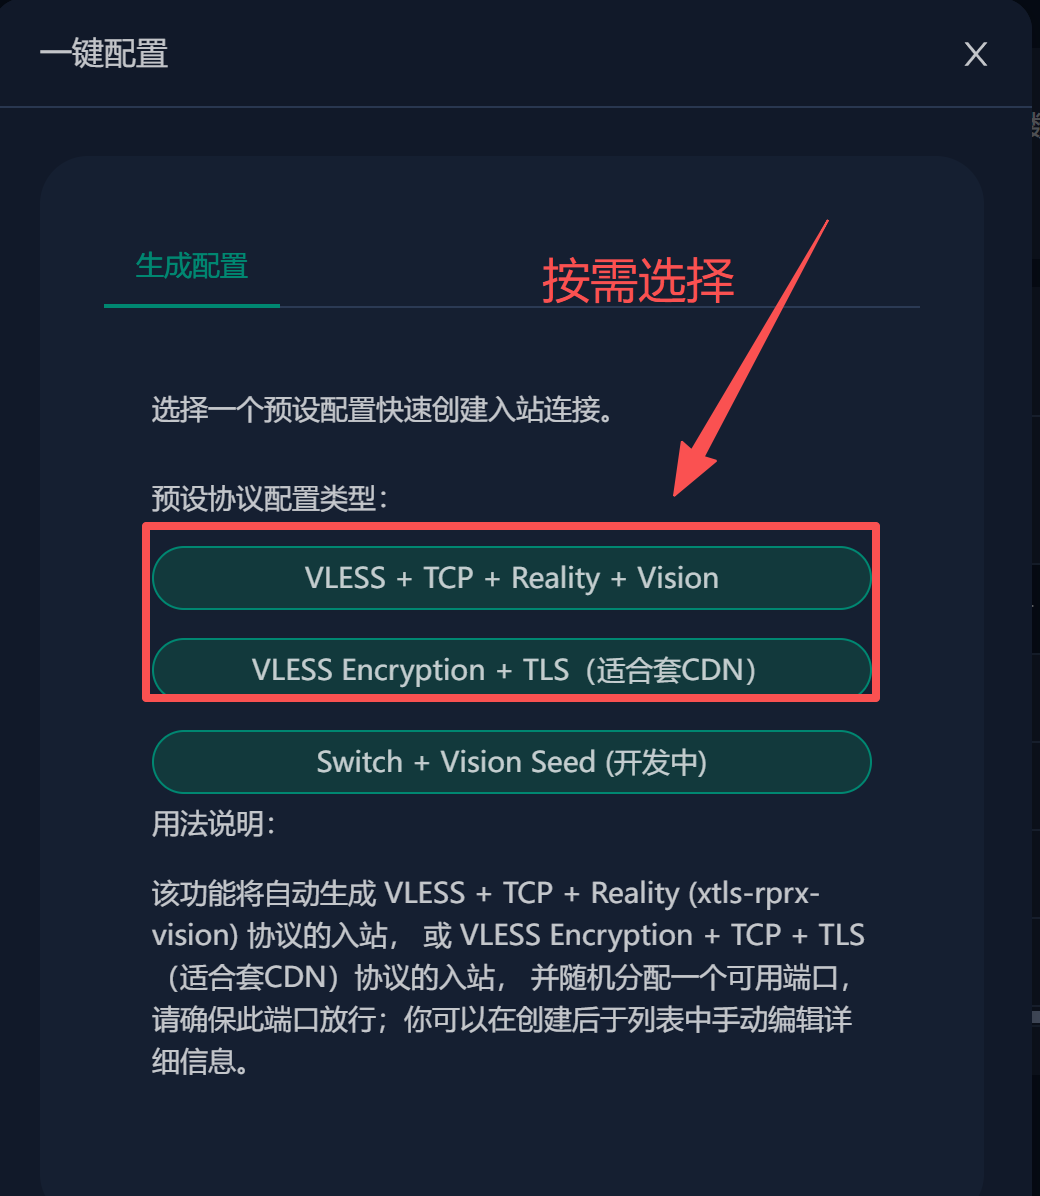 一键配置
X
生成配置
按需选择
选择一个预设配置快速创建入站连接。
预设协议配置类型：
VLESS + TCP + Reality + Vision
VLESS Encryption + TLS（适合套CDN）
Switch + Vision Seed (开发中)
用法说明：
该功能将自动生成 VLESS + TCP + Reality (xtls-rprx-
vision) 协议的入站， 或 VLESS Encryption + TCP + TLS
（适合套CDN）协议的入站， 并随机分配一个可用端口，
请确保此端口放行；你可以在创建后于列表中手动编辑详
细信息。